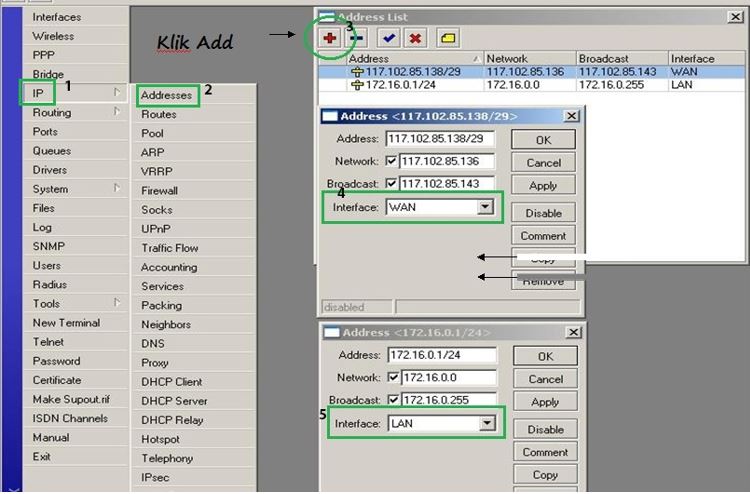 Interfaces
Wireless
PPP
Bridge
IP
1
Routing
Ports
Queues
Drivers
System
Files
Log
SNMP
Users
Radius
Tools
New Terminal
Telnet
Password
Certificate
Make Supout.rif
ISDN Channels
Manual
Exit
Addresses
2
Routes
Pool
ARP
VRRP
Firewall
Socks
UPnP
Traffic Flow
Accounting
Services
Packing
Neighbors
DNS
Proxy
DHCP Client
DHCP Server
DHCP Relay
Hotspot
Telephony
IPsec
Klik Add
Address List
3
Address Network Broadcast Interface
117.102.85.138/29 117.102.85.136 117.102.85.143 WAN
172.16.0.1/24 172.16.0.0 172.16.0.255 LAN
Address <117.102.85.138/29>
Address: 117.102.85.138/29
Network: 117.102.85.136
Broadcast: 117.102.85.143
4
Interface: WAN
OK
Cancel
Apply
Disable
Comment
Copy
Remove
disabled
Address <172.16.0.1/24>
Address: 172.16.0.1/24
Network: 172.16.0.0
Broadcast: 172.16.0.255
5
Interface: LAN
OK
Cancel
Apply
Disable
Comment
Copy